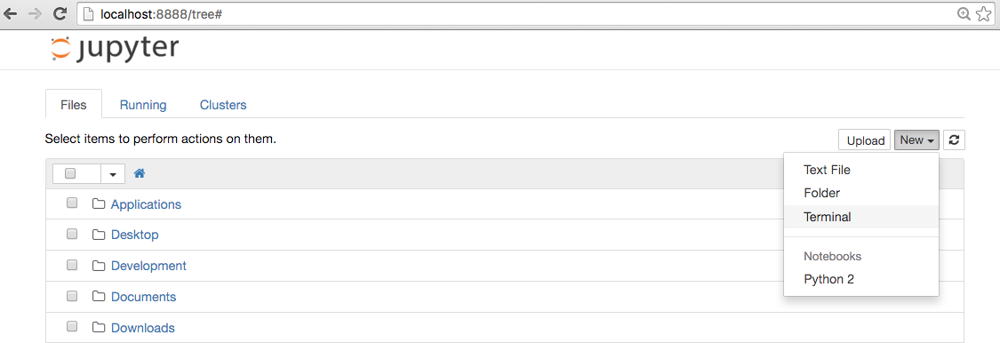 localhost:8888/tree#
jupyter
Files Running Clusters
Select items to perform actions on them.
Upload New
Text File
Folder
Terminal
Notebooks
Python 2
Applications
Desktop
Development
Documents
Downloads